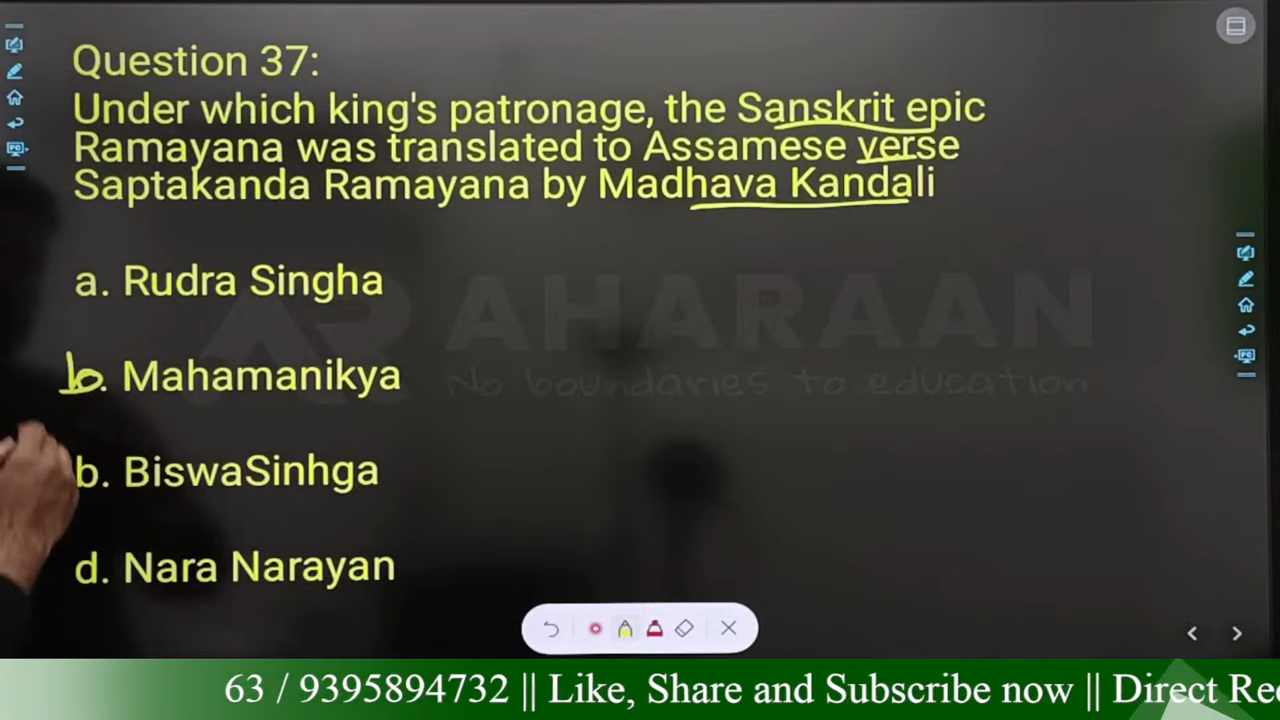 Question 37:
Under which king's patronage, the Sanskrit epic
Ramayana was translated to Assamese verse
Saptakanda Ramayana by Madhava Kandali
a. Rudra Singha
b. Mahamanikya
b. BiswaSinhga
d. Nara Narayan
AR AHARAAN
No boundaries to education
63 / 9395894732 || Like, Share and Subscribe now || Direct Rec